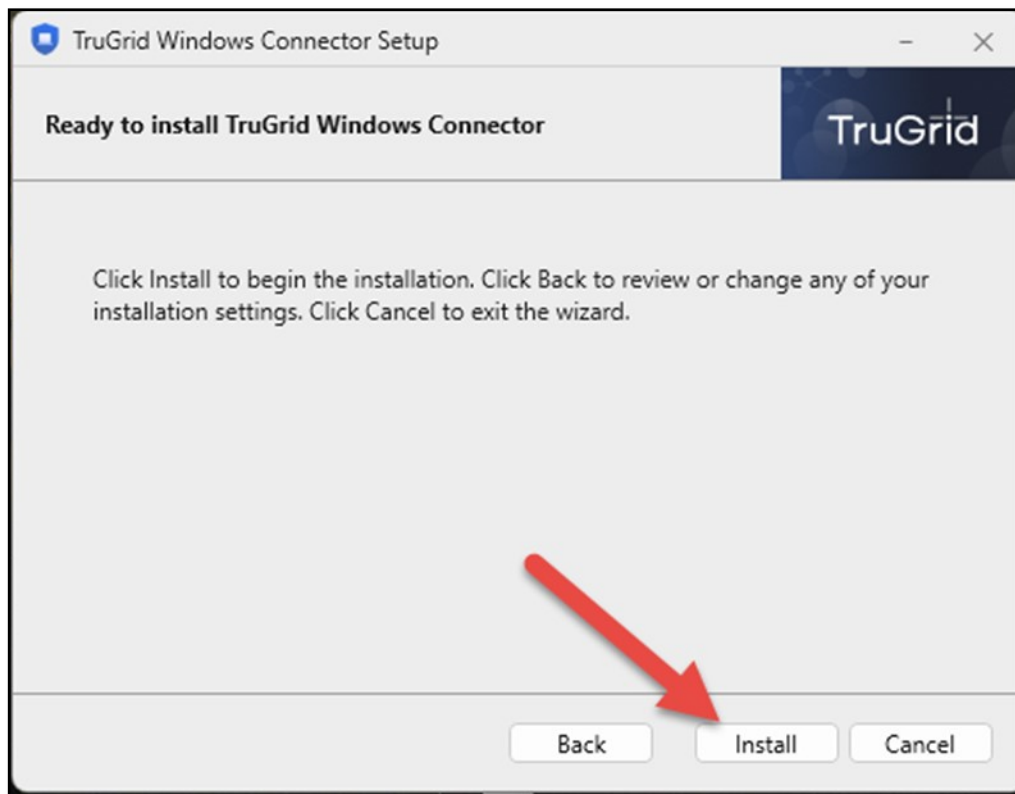 TruGrid Windows Connector Setup
Ready to install TruGrid Windows Connector
TruGrid
Click Install to begin the installation. Click Back to review or change any of your
installation settings. Click Cancel to exit the wizard.
Back
Install
Cancel